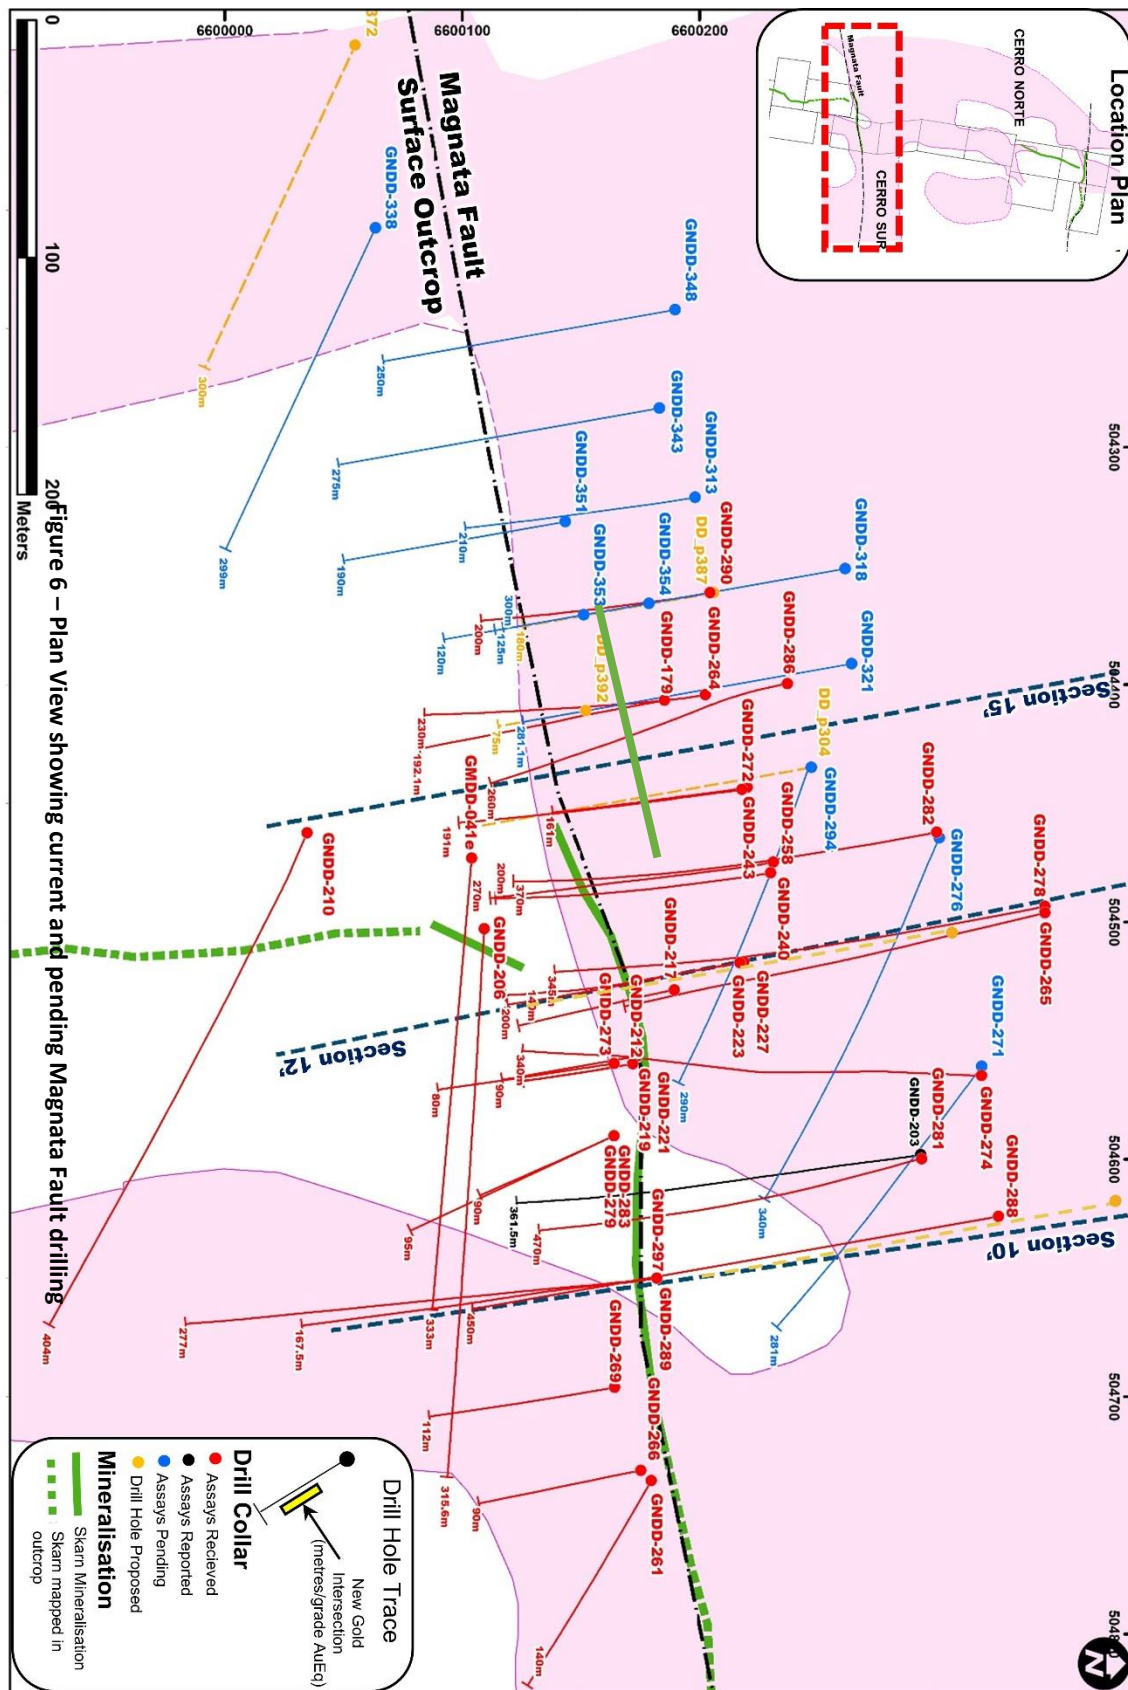 Location Plan
CERRO NORTE
Magnata Fault
CERRO SUR
6600000
6600100
6600200
504300
504400
504500
504600
504700
Magnata Fault
Surface Outcrop
GNDD-338
GNDD-348
GNDD-343
GNDD-313
GNDD-351
GNDD-318
GNDD-290
DD_p387
GNDD-354
GNDD-353
GNDD-321
GNDD-286
GNDD-264
GNDD-179
DD_p392
DD_p304
GNDD-294
GNDD-272
GNDD-243
GNDD-258
GNDD-240
GNDD-282
GNDD-276
GNDD-278
GNDD-265
GMDD-041e
GNDD-210
GNDD-206
GNDD-217
GNDD-227
GNDD-223
GNDD-212
GNDD-273
GNDD-271
GNDD-274
GNDD-281
GNDD-203
GNDD-288
GNDD-221
GNDD-219
GNDD-283
GNDD-279
GNDD-297
GNDD-289
GNDD-269
GNDD-266
GNDD-261
300m
299m
250m
275m
210m
190m
300m
200m
125m
120m
180m
230m
192.1m
75m
281.1m
260m
161m
191m
200m
370m
270m
345m
140m
200m
340m
90m
80m
290m
340m
281m
361.5m
470m
90m
95m
450m
333m
167.5m
277m
404m
112m
315.6m
90m
140m
Section 15'
Section 12'
Section 10'
Drill Hole Trace
New Gold
Intersection
(metres/grade AuEq)
Drill Collar
Assays Recieved
Assays Reported
Assays Pending
Drill Hole Proposed
Mineralisation
Skarn Mineralisation
Skarn mapped in
outcrop
N
0
100
200
Meters
Figure 6 – Plan View showing current and pending Magnata Fault drilling